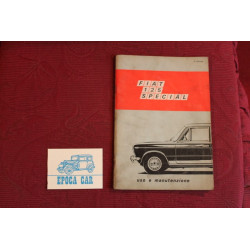 FIAT
125
SPECIAL
uso e manutenzione
EPOCA CAR